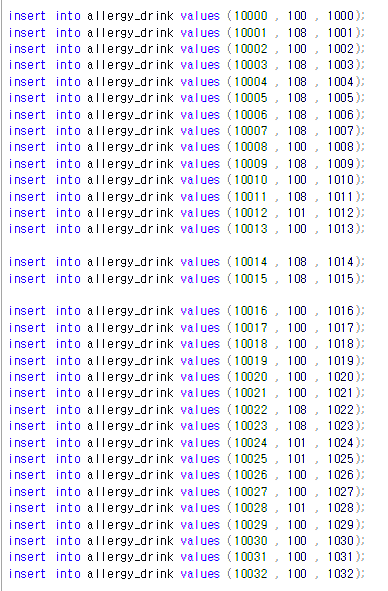 insert into allergy_drink values (10000 , 100 , 1000);
insert into allergy_drink values (10001 , 108 , 1001);
insert into allergy_drink values (10002 , 100 , 1002);
insert into allergy_drink values (10003 , 108 , 1003);
insert into allergy_drink values (10004 , 108 , 1004);
insert into allergy_drink values (10005 , 108 , 1005);
insert into allergy_drink values (10006 , 108 , 1006);
insert into allergy_drink values (10007 , 108 , 1007);
insert into allergy_drink values (10008 , 100 , 1008);
insert into allergy_drink values (10009 , 108 , 1009);
insert into allergy_drink values (10010 , 100 , 1010);
insert into allergy_drink values (10011 , 108 , 1011);
insert into allergy_drink values (10012 , 101 , 1012);
insert into allergy_drink values (10013 , 100 , 1013);
insert into allergy_drink values (10014 , 108 , 1014);
insert into allergy_drink values (10015 , 108 , 1015);
insert into allergy_drink values (10016 , 100 , 1016);
insert into allergy_drink values (10017 , 100 , 1017);
insert into allergy_drink values (10018 , 100 , 1018);
insert into allergy_drink values (10019 , 100 , 1019);
insert into allergy_drink values (10020 , 100 , 1020);
insert into allergy_drink values (10021 , 100 , 1021);
insert into allergy_drink values (10022 , 108 , 1022);
insert into allergy_drink values (10023 , 108 , 1023);
insert into allergy_drink values (10024 , 101 , 1024);
insert into allergy_drink values (10025 , 101 , 1025);
insert into allergy_drink values (10026 , 100 , 1026);
insert into allergy_drink values (10027 , 100 , 1027);
insert into allergy_drink values (10028 , 101 , 1028);
insert into allergy_drink values (10029 , 100 , 1029);
insert into allergy_drink values (10030 , 100 , 1030);
insert into allergy_drink values (10031 , 100 , 1031);
insert into allergy_drink values (10032 , 100 , 1032);